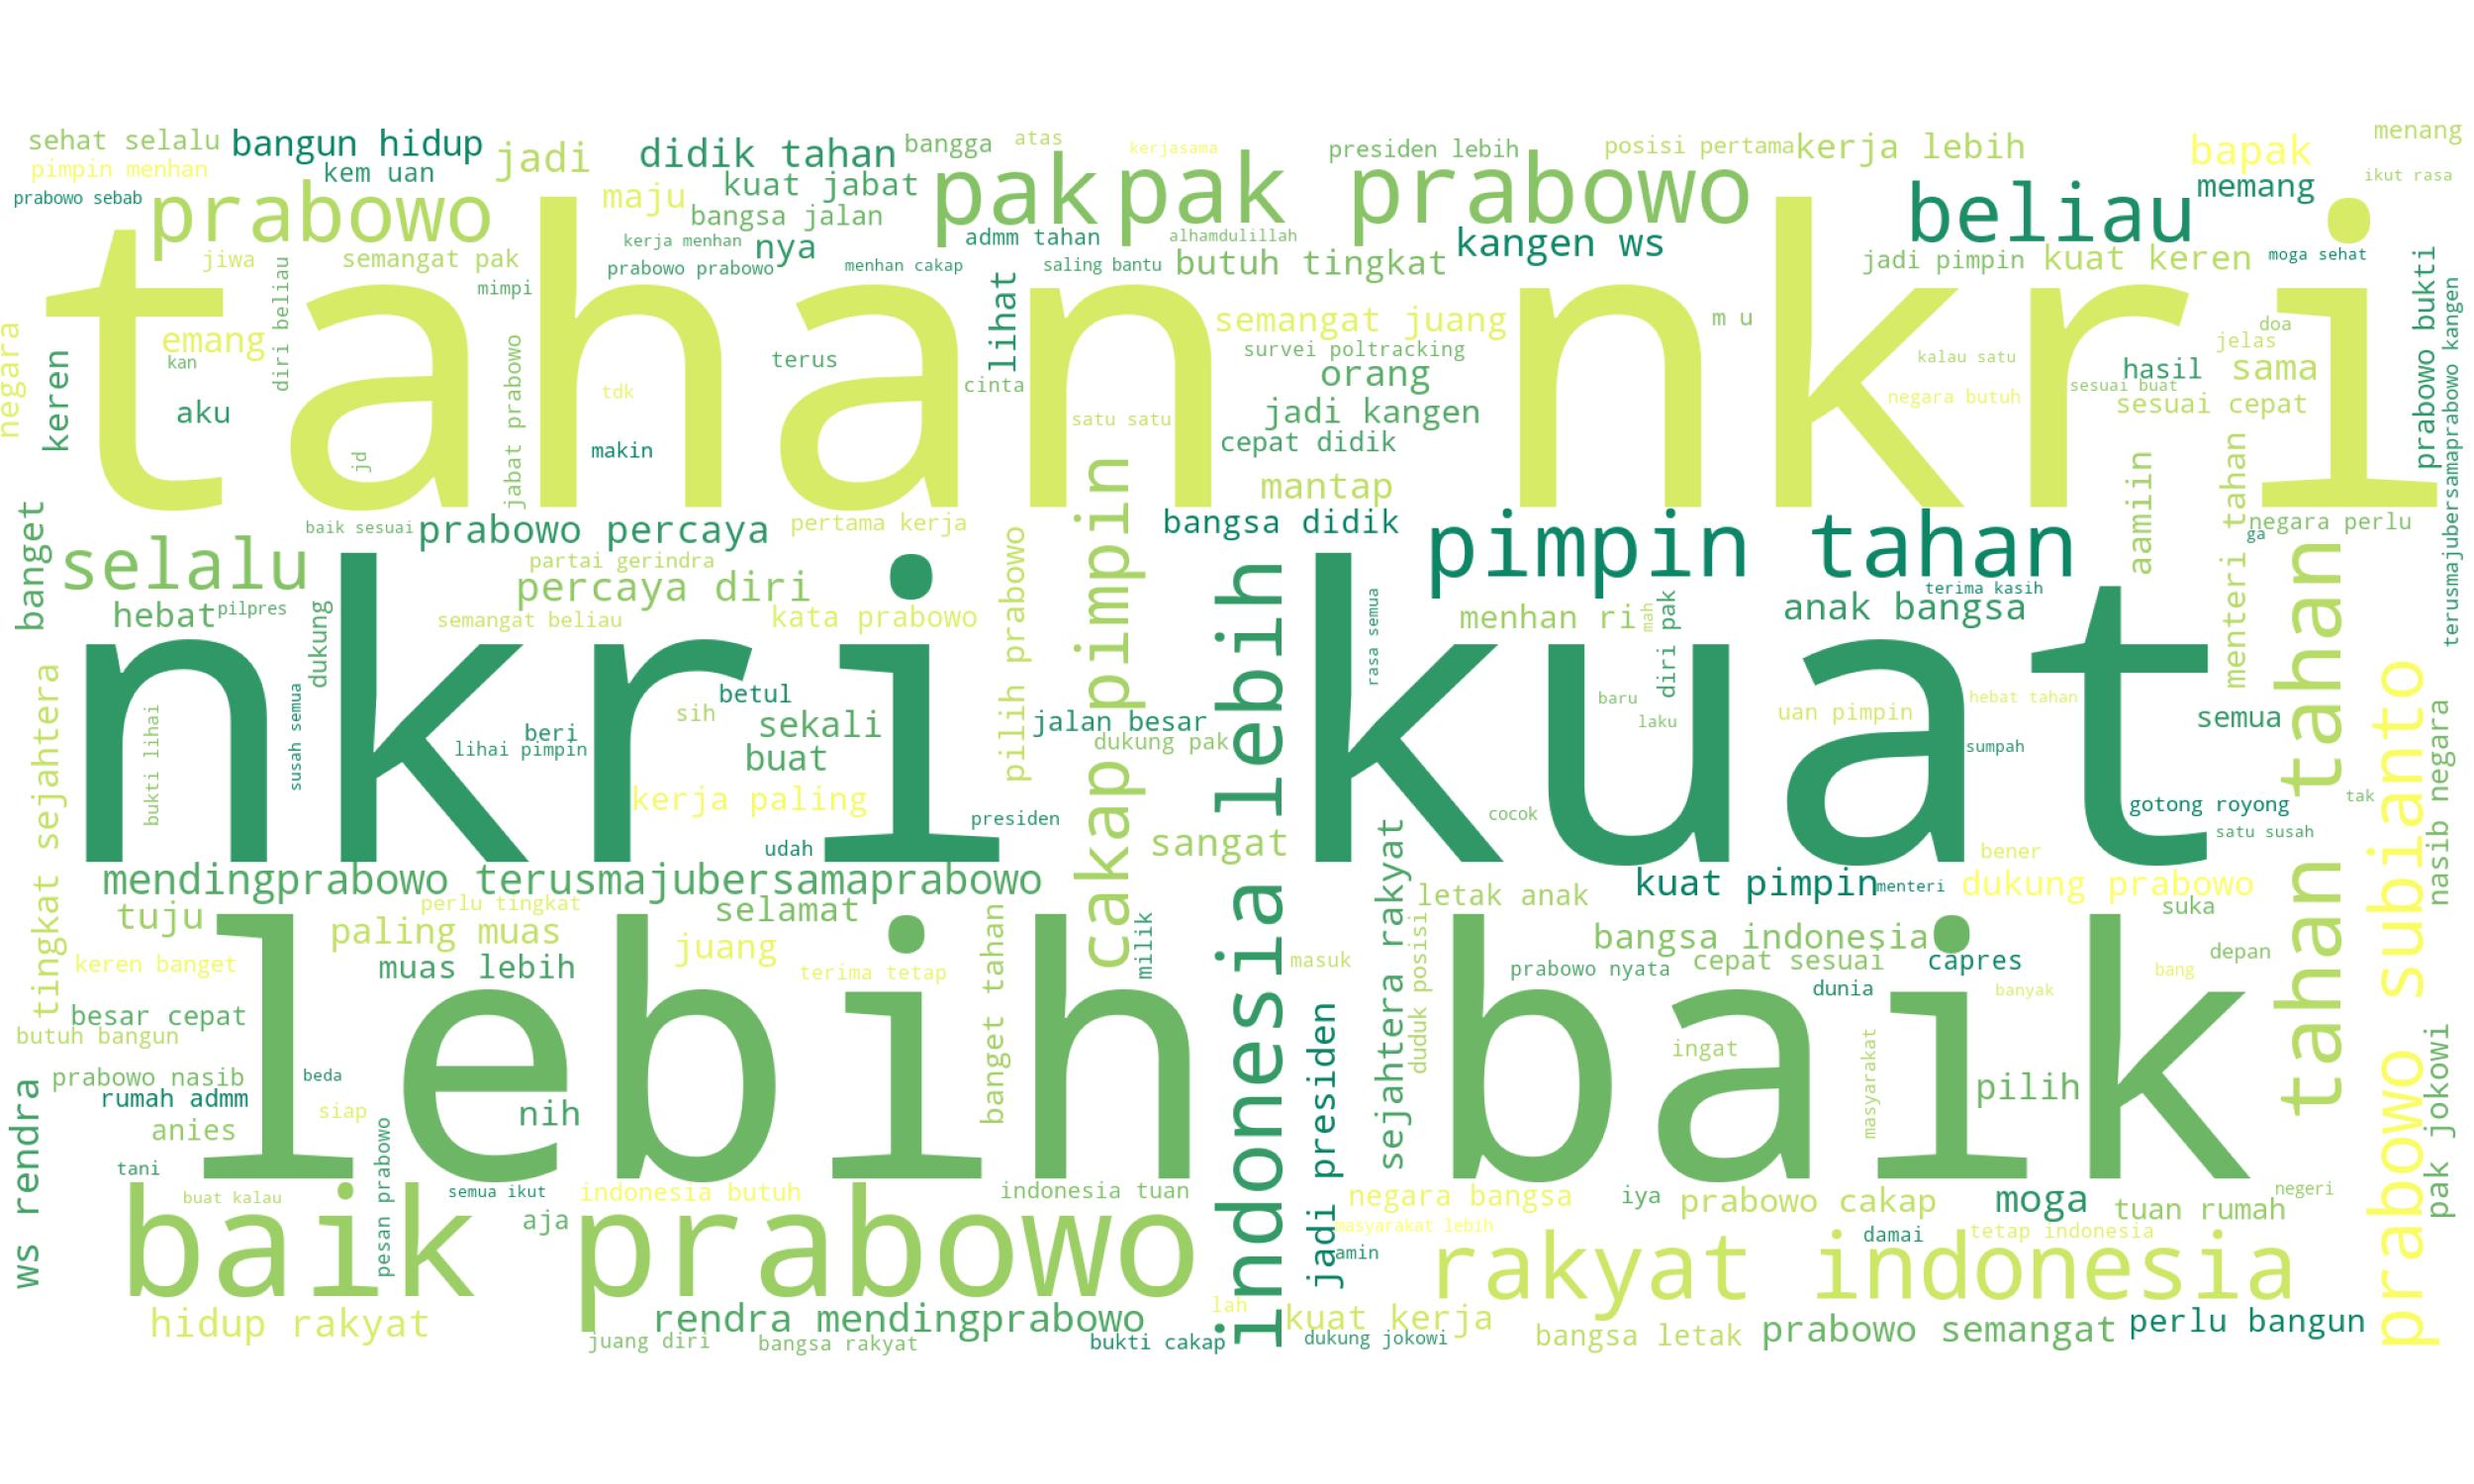 sehat selalu
bangun hidup
jadi
didik tahan
bangga
atas
kerjasama
presiden lebih
posisi pertama
kerja lebih
bapak
menang
pimpin menhan
kem uan
maju
kuat jabat
pak
pak prabowo
beliau
memang
ikut rasa
prabowo sebab
prabowo
bangsa jalan
kerja menhan
nya
admm tahan
alhamdulillah
kangen ws
jiwa
semangat pak
prabowo prabowo
menhan cakap
saling bantu
butuh tingkat
jadi pimpin
kuat keren
moga sehat
prabowo bukti
terusmajubersamaprabowo kangen
diri beliau
mimpi
lihat
tahan nkri
negara
keren
emang
kan
aku
jd
jabat prabowo
tdk
makin
terus
cinta
satu satu
semangat juang
survei poltracking
orang
jadi kangen
cepat didik
mantap
m u
kalau satu
negara butuh
doa
jelas
hasil
sama
sesuai buat
sesuai cepat
banget
baik sesuai
prabowo percaya
pertama kerja
bangsa didik
pimpin tahan
aamiin
menteri tahan
negara perlu
ga
selalu
partai gerindra
percaya diri
pilih prabowo
cakap pimpin
indonesia lebih
hebat
pilpres
dukung
semangat beliau
kata prabowo
rasa semua
menhan ri
mah
diri pak
anak bangsa
terima kasih
tahan tahan
prabowo subianto
nkri kuat
tingkat sejahtera
bukti lihai
susah semua
betul
sih
sekali
beri
lihai pimpin
buat
kerja paling
udah
presiden
jalan besar
dukung pak
sangat
baru
laku
cocok
uan pimpin
hebat tahan
sumpah
semua
gotong royong
satu susah
tak
nasib negara
mendingprabowo terusmajubersamaprabowo
bener
kuat pimpin
menteri
dukung prabowo
letak anak
sejahtera rakyat
duduk posisi
suka
tuju
perlu tingkat
selamat
paling muas
juang
muas lebih
keren banget
terima tetap
banget tahan
milik
masuk
bangsa indonesia
prabowo nyata
cepat sesuai
capres
depan
bang
dunia
banyak
lebih baik
besar cepat
butuh bangun
ws rendra
prabowo nasib
beda
rumah admm
siap
anies
nih
jadi presiden
ingat
masyarakat
pilih
pak jokowi
tani
pesan prabowo
buat kalau
semua ikut
indonesia butuh
indonesia tuan
negara bangsa
iya
prabowo cakap
moga
tuan rumah
negeri
baik prabowo
aja
masyarakat lebih
amin
damai
tetap indonesia
rakyat indonesia
hidup rakyat
rendra mendingprabowo
lah
kuat kerja
juang diri
bangsa rakyat
bukti cakap
dukung jokowi
bangsa letak
prabowo semangat
perlu bangun